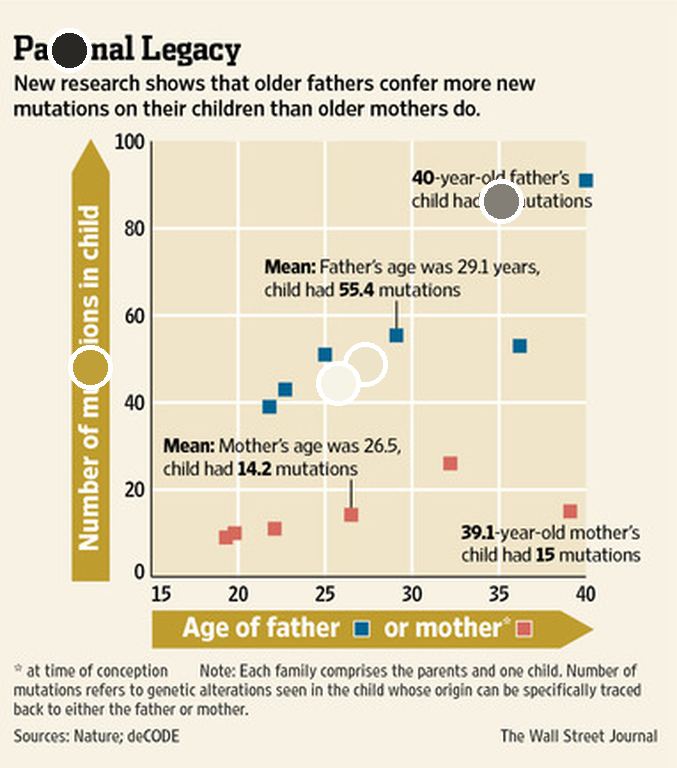 Legacy
New research shows that older fathers confer more new
mutations on their children than older mothers do.
100
80
60
40
20
0
Number of in child
40-year-old father's
child had
Mean: Father's age was 29.1 years,
child had 55.4 mutations
Mean: Mother's age was 26.5,
child had 14.2 mutations
39.1-year-old mother's
child had 15 mutations
15 20 25 30 35 40
Age of father or mother*
* at time of conception Note: Each family comprises the parents and one child. Number of
mutations refers to genetic alterations seen in the child whose origin can be specifically traced
back to either the father or mother.
Sources: Nature; deCODE The Wall Street Journal